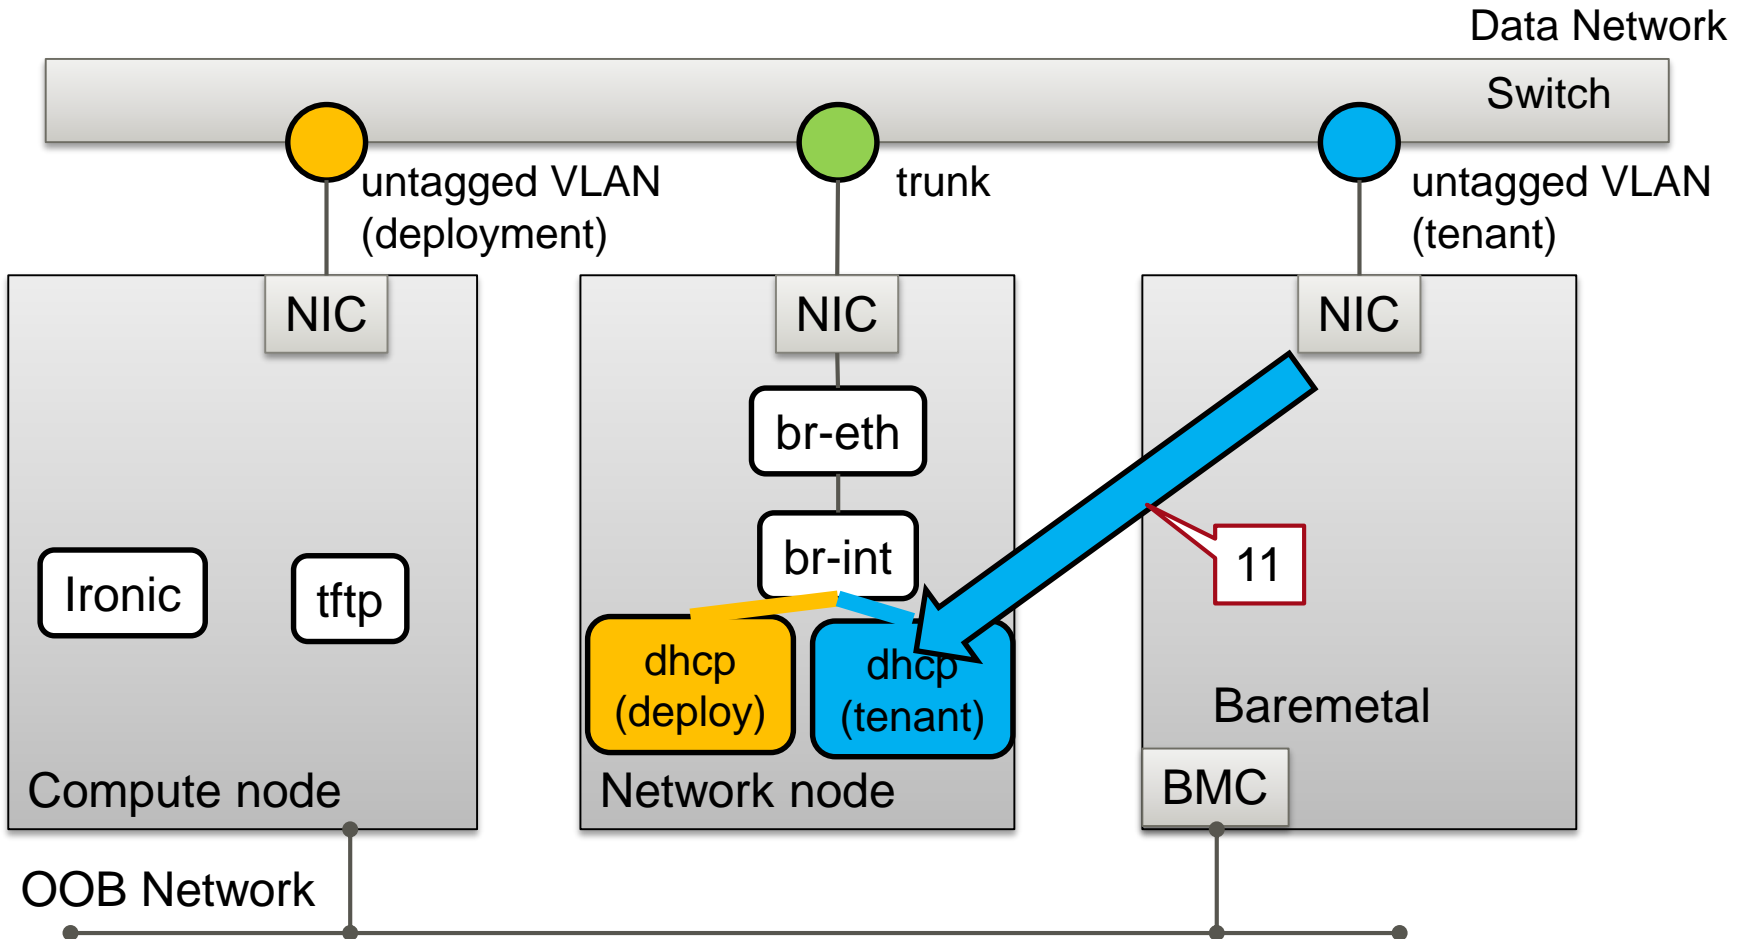 Data Network
Switch
untagged VLAN
(deployment)
trunk
untagged VLAN
(tenant)
NIC
NIC
NIC
br-eth
br-int
11
Ironic
tftp
dhcp
(deploy)
dhcp
(tenant)
Baremetal
Compute node
Network node
BMC
OOB Network